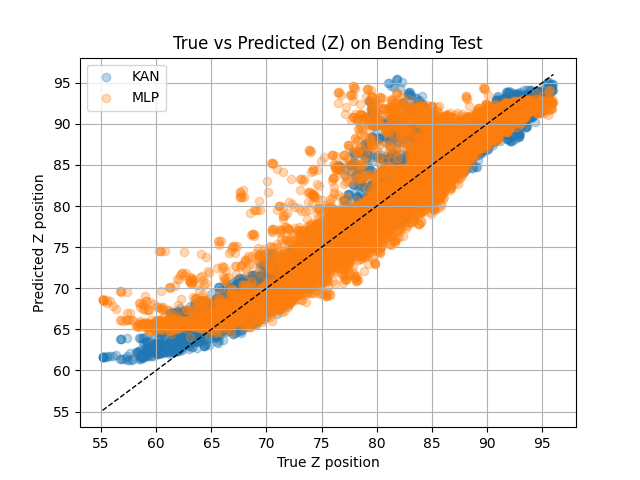 True vs Predicted (Z) on Bending Test
KAN
MLP
95
90
85
80
75
70
65
60
55
Predicted Z position
55 60 65 70 75 80 85 90 95
True Z position